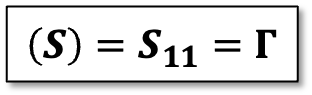 (S) = S₁₁ = Γ